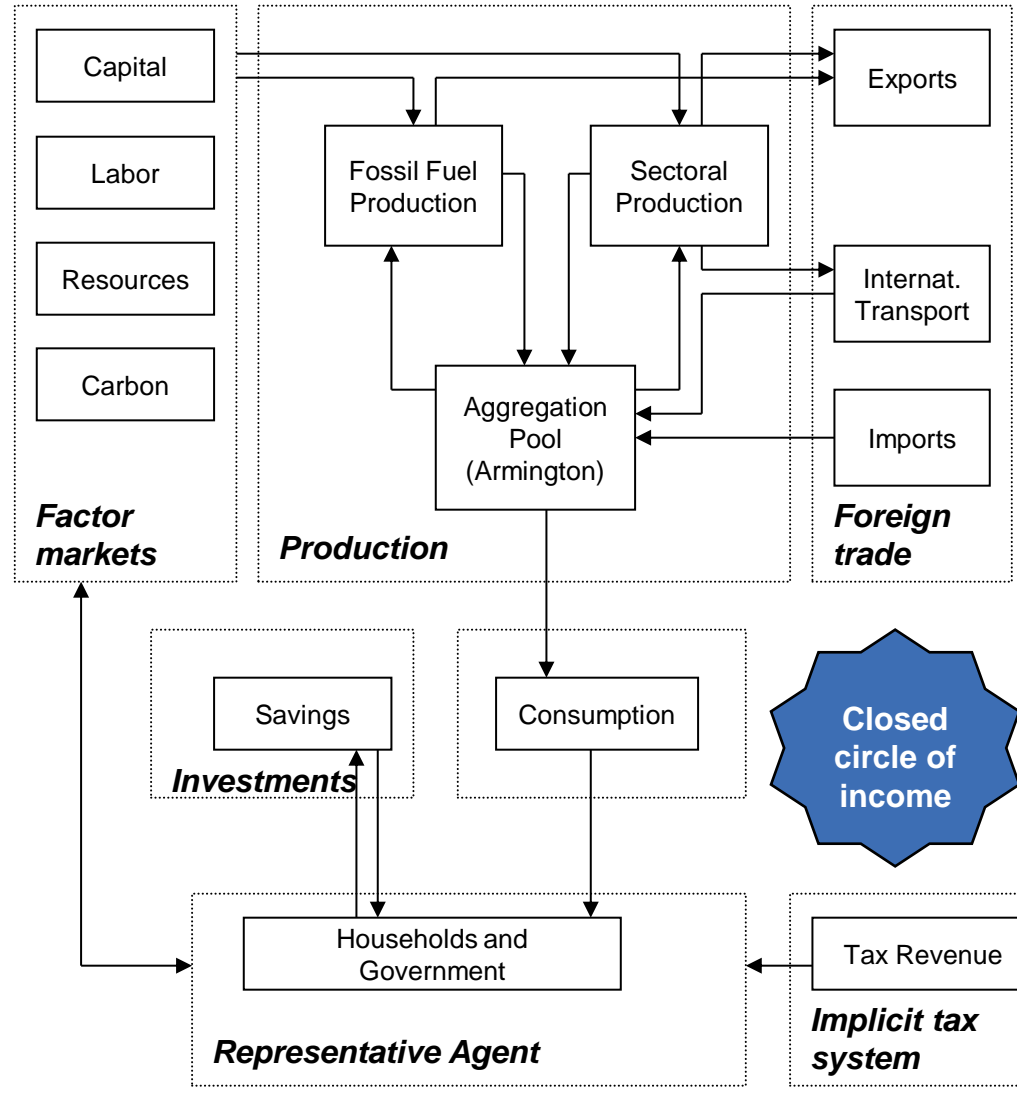 Capital
Labor
Resources
Carbon
Factor
markets
Fossil Fuel
Production
Sectoral
Production
Aggregation
Pool
(Armington)
Production
Exports
Internat.
Transport
Imports
Foreign
trade
Savings
Investments
Consumption
Closed
circle of
income
Households and
Government
Representative Agent
Tax Revenue
Implicit tax
system